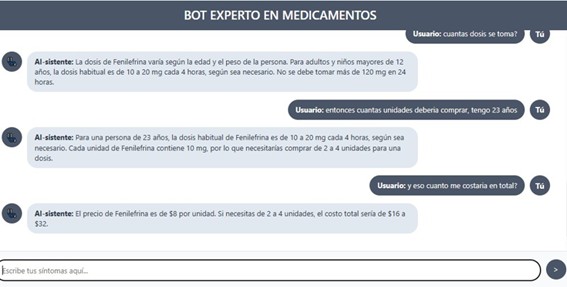 BOT EXPERTO EN MEDICAMENTOS
Usuario: cuantas dosis se toma?
Tú
AI-sistente: La dosis de Fenilefrina varía según la edad y el peso de la persona. Para adultos y niños mayores de 12
años, la dosis habitual es de 10 a 20 mg cada 4 horas, según sea necesario. No se debe tomar más de 120 mg en 24
horas.
Usuario: entonces cuantas unidades deberia comprar, tengo 23 años
Tú
AI-sistente: Para una persona de 23 años, la dosis habitual de Fenilefrina es de 10 a 20 mg cada 4 horas, según sea
necesario. Cada unidad de Fenilefrina contiene 10 mg, por lo que necesitarías comprar de 2 a 4 unidades para una
dosis.
Usuario: y eso cuanto me costaria en total?
Tú
AI-sistente: El precio de Fenilefrina es de $8 por unidad. Si necesitas de 2 a 4 unidades, el costo total sería de $16 a
$32.
Escribe tus síntomas aquí...
>